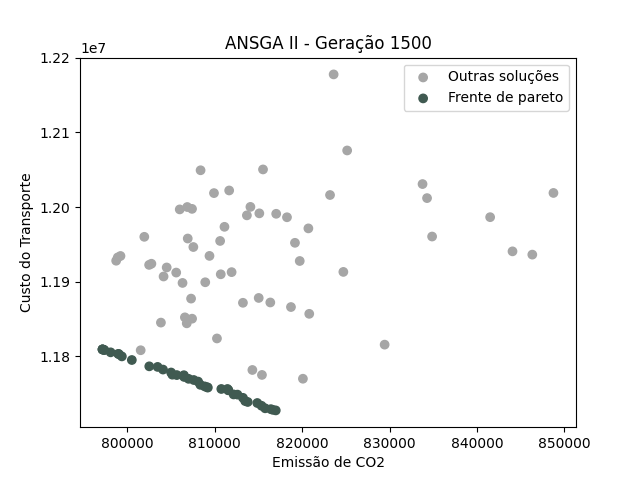 ANSGA II - Geração 1500
1e7
1.22
1.21
1.20
1.19
1.18
Custo do Transporte
Outras soluções
Frente de pareto
800000 810000 820000 830000 840000 850000
Emissão de CO2